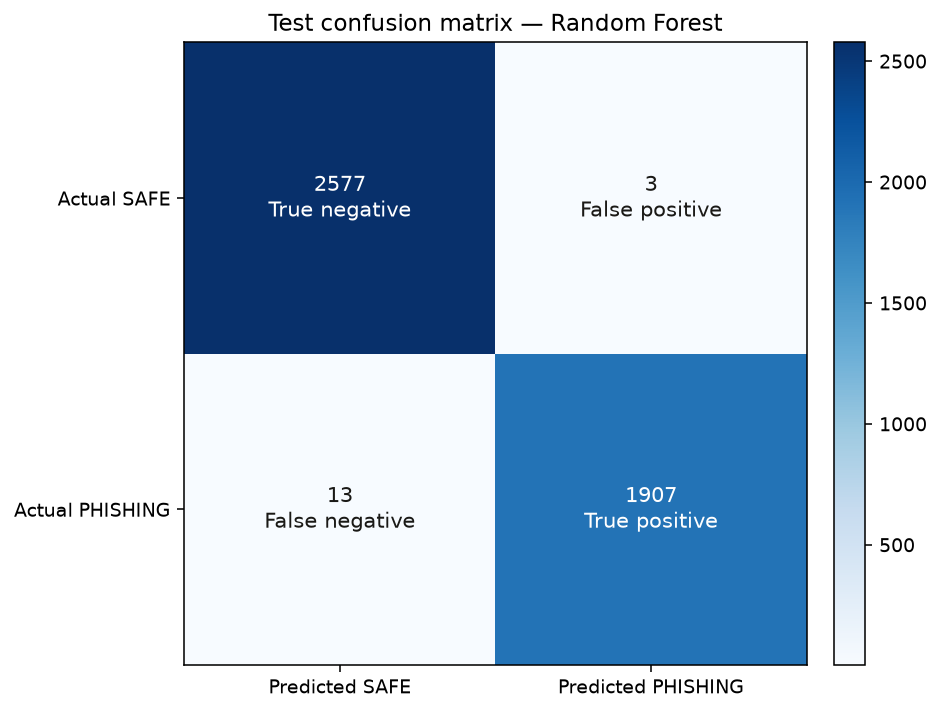 Test confusion matrix — Random Forest
2500
2577
True negative
3
False positive
Actual SAFE
2000
1500
1000
13
False negative
1907
True positive
Actual PHISHING
500
Predicted SAFE
Predicted PHISHING